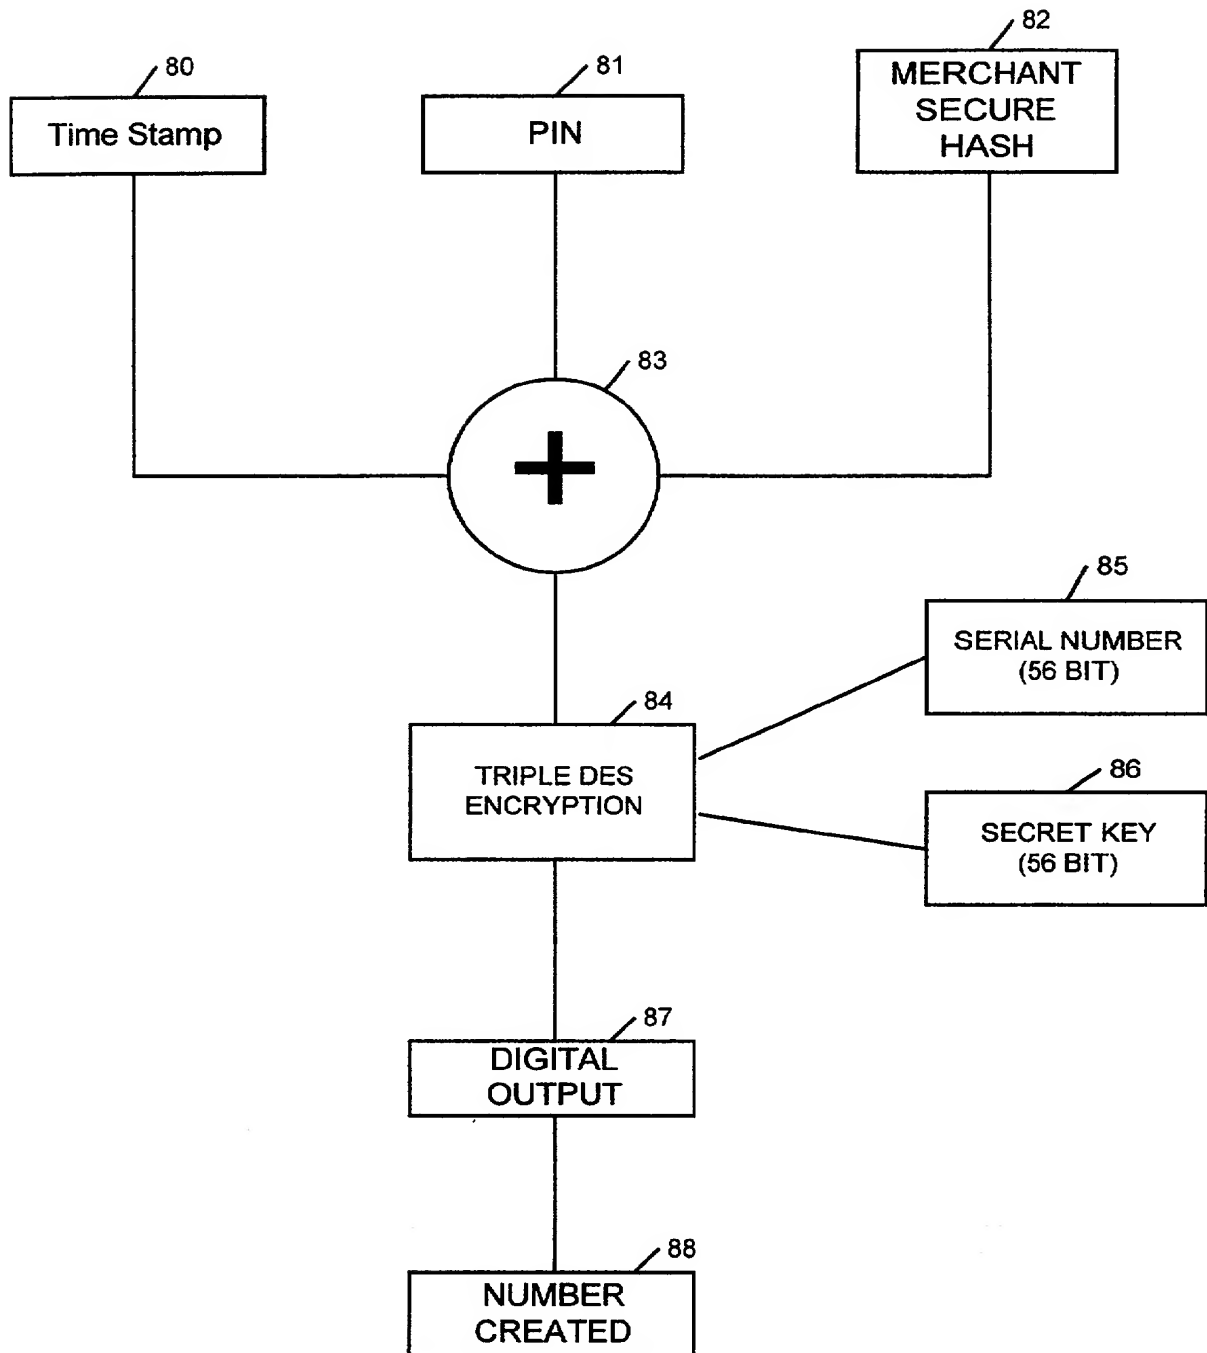 80
Time Stamp
81
PIN
82
MERCHANT
SECURE
HASH
83
+
84
TRIPLE DES
ENCRYPTION
85
SERIAL NUMBER
(56 BIT)
86
SECRET KEY
(56 BIT)
87
DIGITAL
OUTPUT
88
NUMBER
CREATED